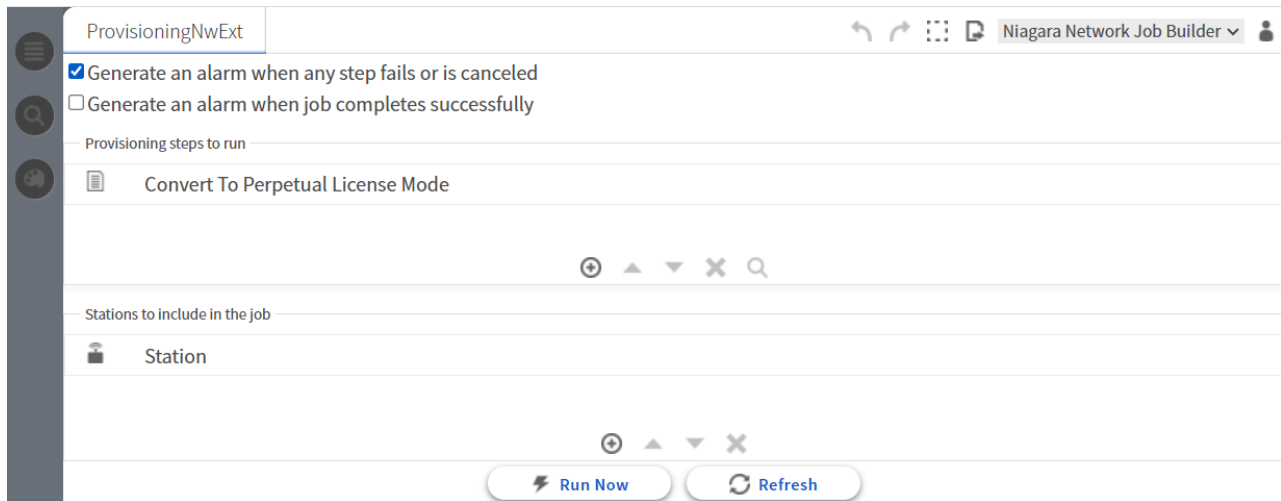 ProvisioningNwExt
Niagara Network Job Builder
Generate an alarm when any step fails or is canceled
Generate an alarm when job completes successfully
Provisioning steps to run
Convert To Perpetual License Mode
Stations to include in the job
Station
Run Now
Refresh